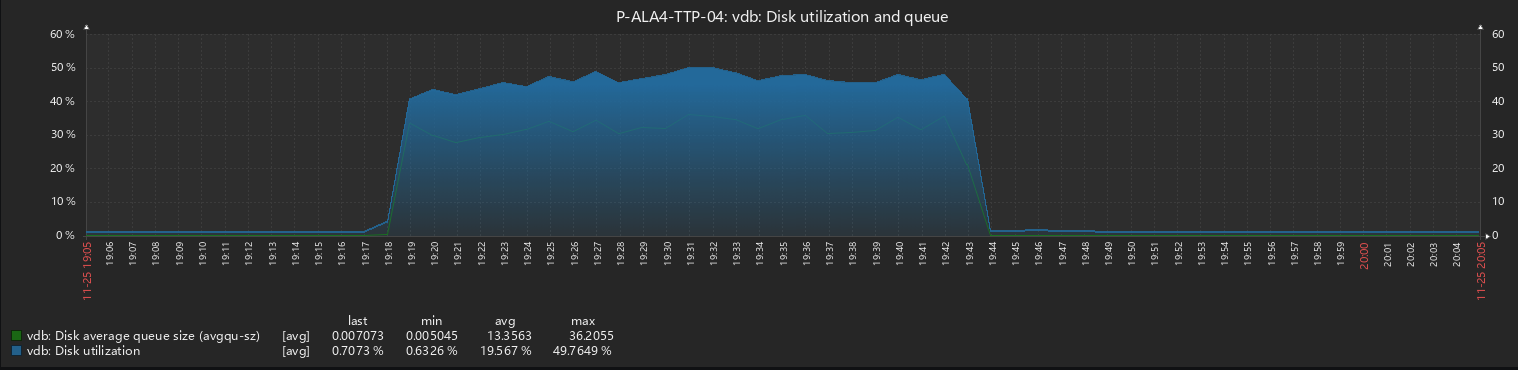 P-ALA4-TTP-04: vdb: Disk utilization and queue
60 % 60
50 % 50
40 % 40
30 % 30
20 % 20
10 % 10
0 % 0
11-25 19:05 19:06 19:07 19:08 19:09 19:10 19:11 19:12 19:13 19:14 19:15 19:16 19:17 19:18 19:19 19:20 19:21 19:22 19:23 19:24 19:25 19:26 19:27 19:28 19:29 19:30 19:31 19:32 19:33 19:34 19:35 19:36 19:37 19:38 19:39 19:40 19:41 19:42 19:43 19:44 19:45 19:46 19:47 19:48 19:49 19:50 19:51 19:52 19:53 19:54 19:55 19:56 19:57 19:58 19:59 20:00 20:01 20:02 20:03 20:04 11-25 20:05
last min avg max
vdb: Disk average queue size (avgqu-sz) [avg] 0.007073 0.005045 13.3563 36.2055
vdb: Disk utilization [avg] 0.7073 % 0.6326 % 19.567 % 49.7649 %